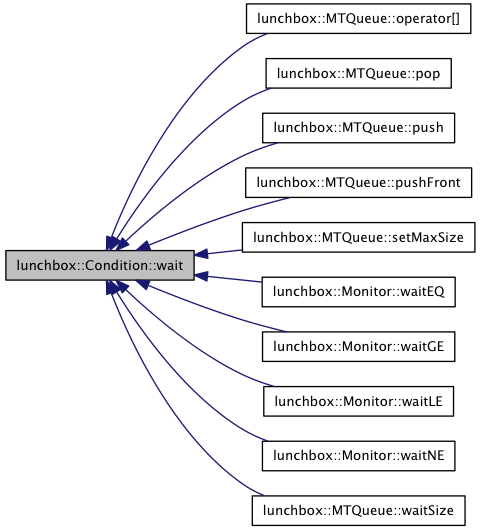 lunchbox::MTQueue::operator[]
lunchbox::MTQueue::pop
lunchbox::MTQueue::push
lunchbox::MTQueue::pushFront
lunchbox::MTQueue::setMaxSize
lunchbox::Condition::wait
lunchbox::Monitor::waitEQ
lunchbox::Monitor::waitGE
lunchbox::Monitor::waitLE
lunchbox::Monitor::waitNE
lunchbox::MTQueue::waitSize